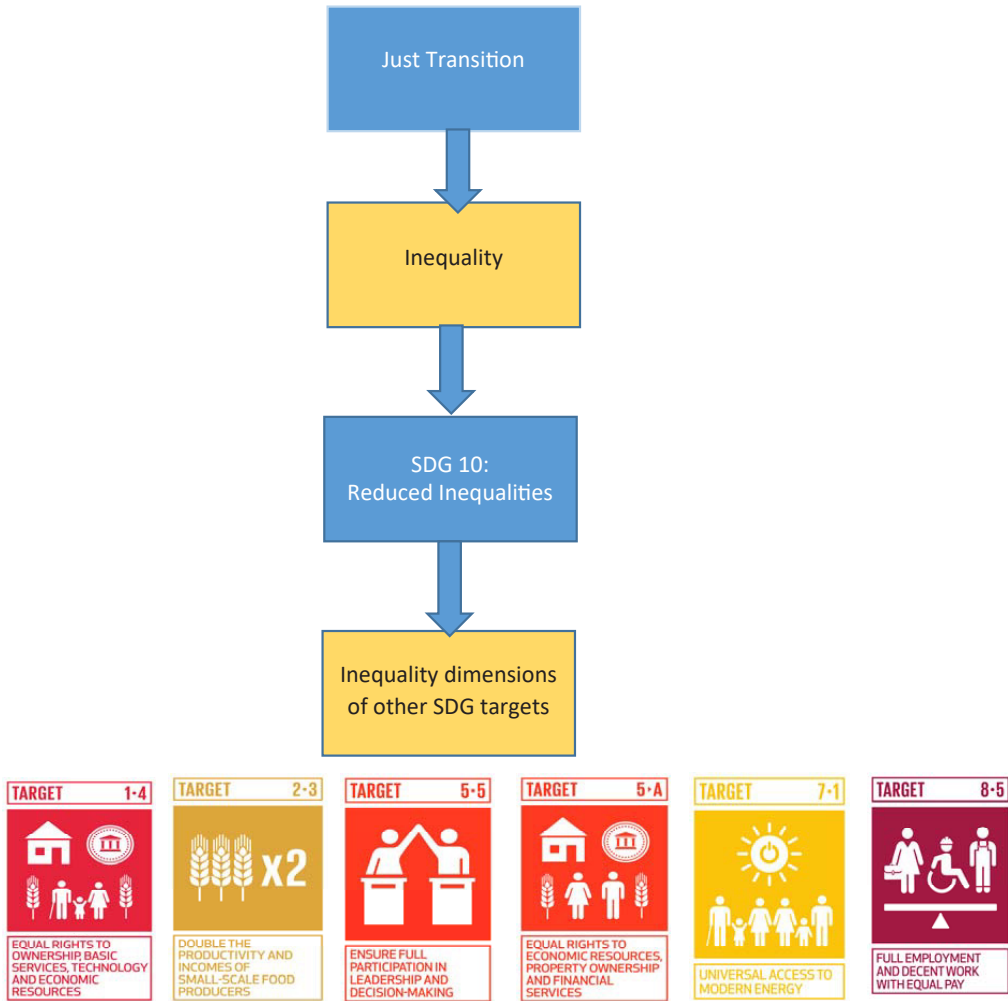 Just Transition
Inequality
SDG 10:
Reduced Inequalities
Inequality dimensions
of other SDG targets
TARGET 1·4
EQUAL RIGHTS TO
OWNERSHIP, BASIC
SERVICES, TECHNOLOGY
AND ECONOMIC
RESOURCES
TARGET 2·3
x2
DOUBLE THE
PRODUCTIVITY AND
INCOMES OF
SMALL-SCALE FOOD
PRODUCERS
TARGET 5·5
ENSURE FULL
PARTICIPATION IN
LEADERSHIP AND
DECISION-MAKING
TARGET 5·A
EQUAL RIGHTS TO
ECONOMIC RESOURCES,
PROPERTY OWNERSHIP
AND FINANCIAL
SERVICES
TARGET 7·1
UNIVERSAL ACCESS TO
MODERN ENERGY
TARGET 8·5
FULL EMPLOYMENT
AND DECENT WORK
WITH EQUAL PAY